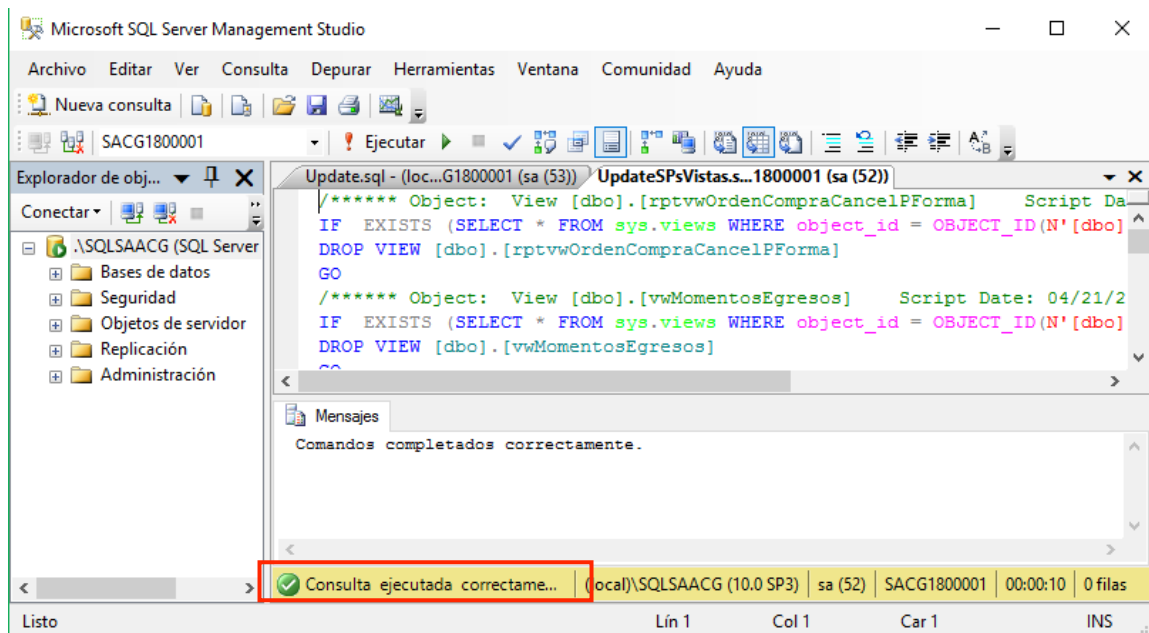 Microsoft SQL Server Management Studio
Archivo Editar Ver Consulta Depurar Herramientas Ventana Comunidad Ayuda
Nueva consulta
SACG1800001 Ejecutar
Explorador de obj...
Update.sql - (loc...G1800001 (sa (53)) UpdateSPsVistas.s...1800001 (sa (52))
Conectar
.\SQLSAACG (SQL Server
Bases de datos
Seguridad
Objetos de servidor
Replicación
Administración
/****** Object: View [dbo].[rptvwOrdenCompraCancelPForma] Script Da
IF EXISTS (SELECT * FROM sys.views WHERE object_id = OBJECT_ID(N'[dbo]
DROP VIEW [dbo].[rptvwOrdenCompraCancelPForma]
GO
/****** Object: View [dbo].[vwMomentosEgresos] Script Date: 04/21/2
IF EXISTS (SELECT * FROM sys.views WHERE object_id = OBJECT_ID(N'[dbo]
DROP VIEW [dbo].[vwMomentosEgresos]
GO
Mensajes
Comandos completados correctamente.
Consulta ejecutada correctame... (local)\SQLSAACG (10.0 SP3) sa (52) SACG1800001 00:00:10 0 filas
Listo Lín 1 Col 1 Car 1 INS